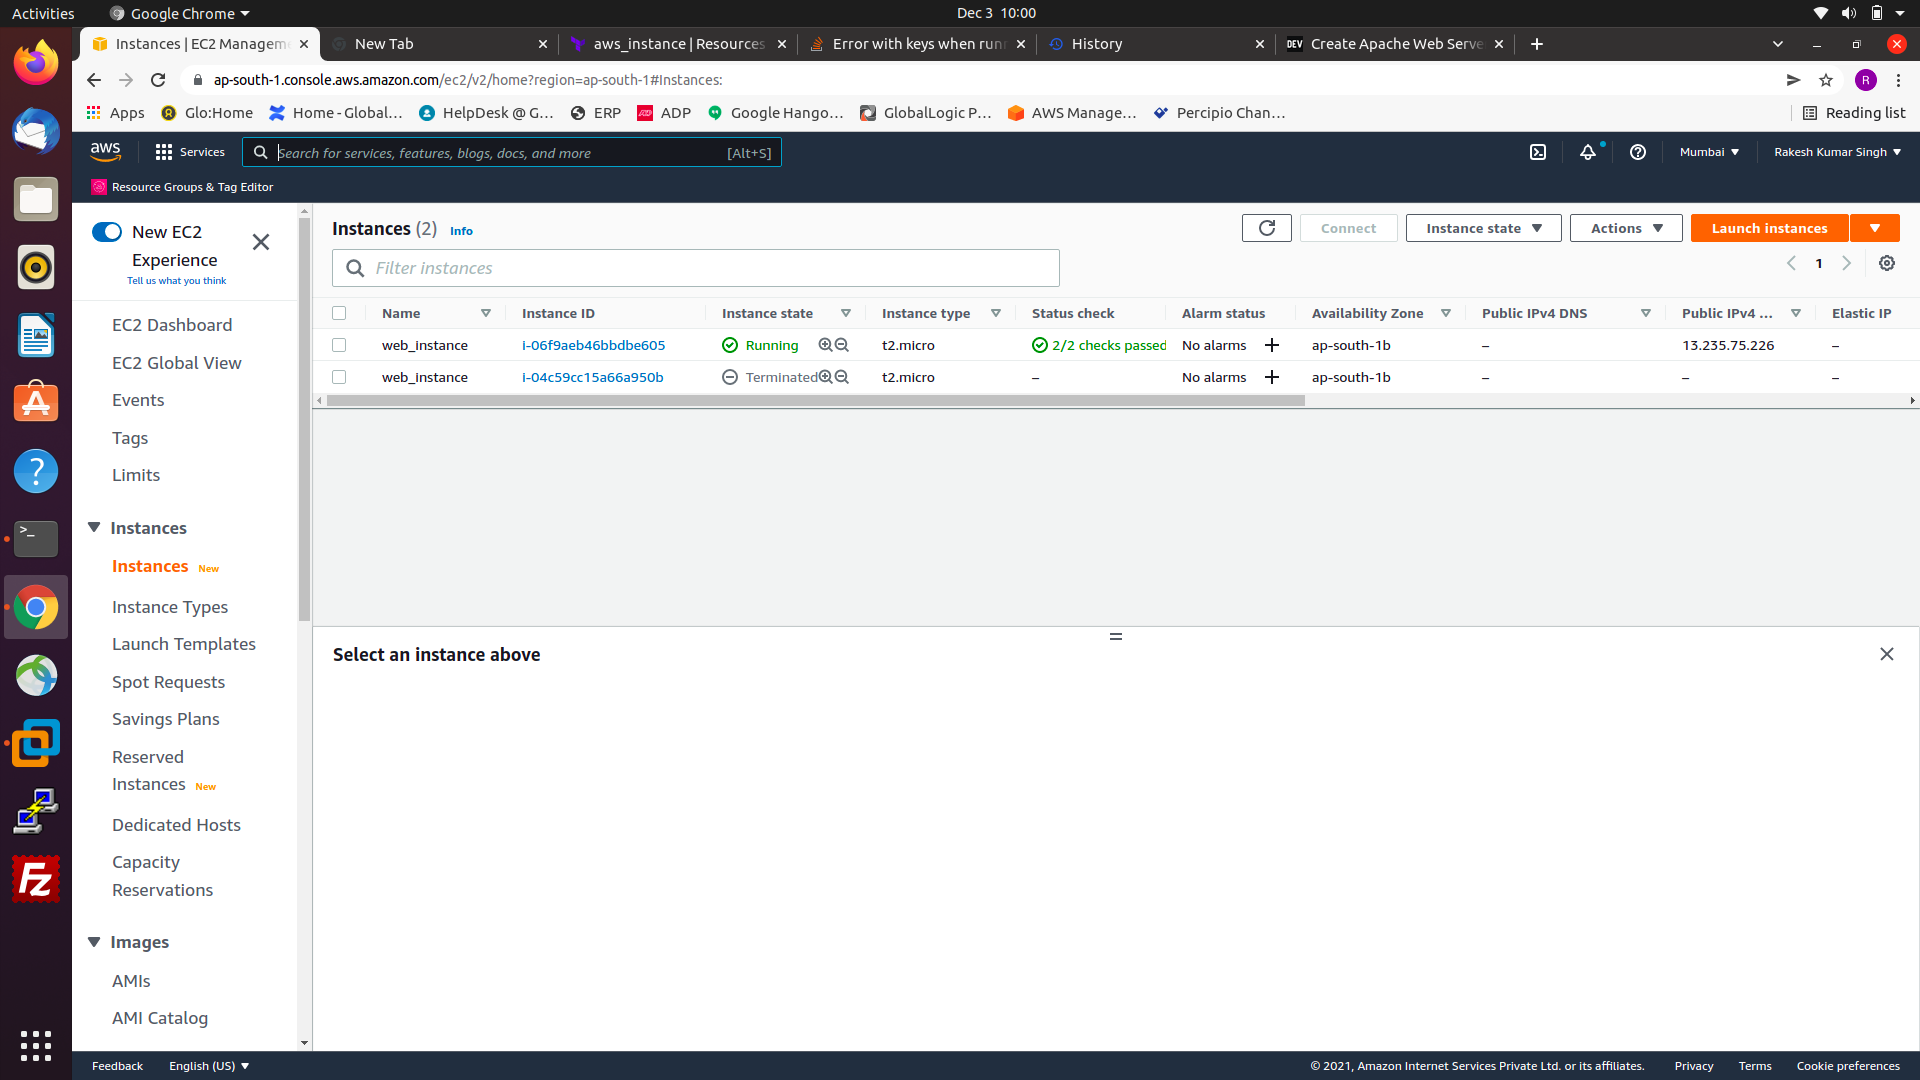 Activities Google Chrome Dec 3 10:00
Instances | EC2 Managem New Tab aws_instance | Resources Error with keys when run History DEV Create Apache Web Serve
ap-south-1.console.aws.amazon.com/ec2/v2/home?region=ap-south-1#Instances: R
Apps Glo:Home Home - Global… HelpDesk @ G… ERP ADP Google Hango… GlobalLogic P… AWS Manage… Percipio Chan… Reading list
aws Services Search for services, features, blogs, docs, and more [Alt+S] Mumbai Rakesh Kumar Singh
Resource Groups & Tag Editor
New EC2 Experience
Tell us what you think
EC2 Dashboard
EC2 Global View
Events
Tags
Limits
Instances
Instances New
Instance Types
Launch Templates
Spot Requests
Savings Plans
Reserved
Instances New
Dedicated Hosts
Capacity
Reservations
Images
AMIs
AMI Catalog
Instances (2) Info Connect Instance state Actions Launch instances
Filter instances 1
Name Instance ID Instance state Instance type Status check Alarm status Availability Zone Public IPv4 DNS Public IPv4 ... Elastic IP
web_instance i-06f9aeb46bbdbe605 Running t2.micro 2/2 checks passed No alarms + ap-south-1b – 13.235.75.226 –
web_instance i-04c59cc15a66a950b Terminated t2.micro – No alarms + ap-south-1b – – –
Select an instance above
Feedback English (US) © 2021, Amazon Internet Services Private Ltd. or its affiliates. Privacy Terms Cookie preferences